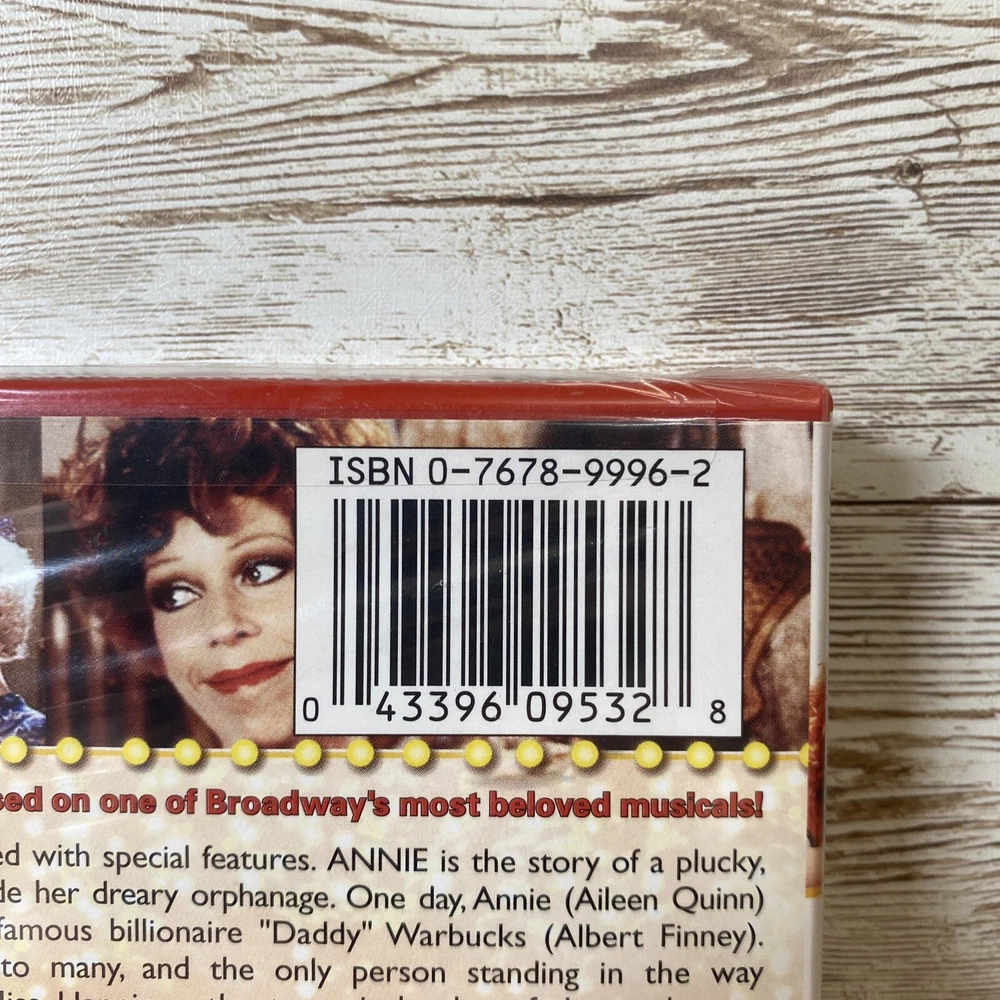 ISBN 0-7678-9996-2
0 43396 09532 8
sed on one of Broadway's most beloved musicals!
ed with special features. ANNIE is the story of a plucky,
de her dreary orphanage. One day, Annie (Aileen Quinn)
famous billionaire "Daddy" Warbucks (Albert Finney).
to many, and the only person standing in the way